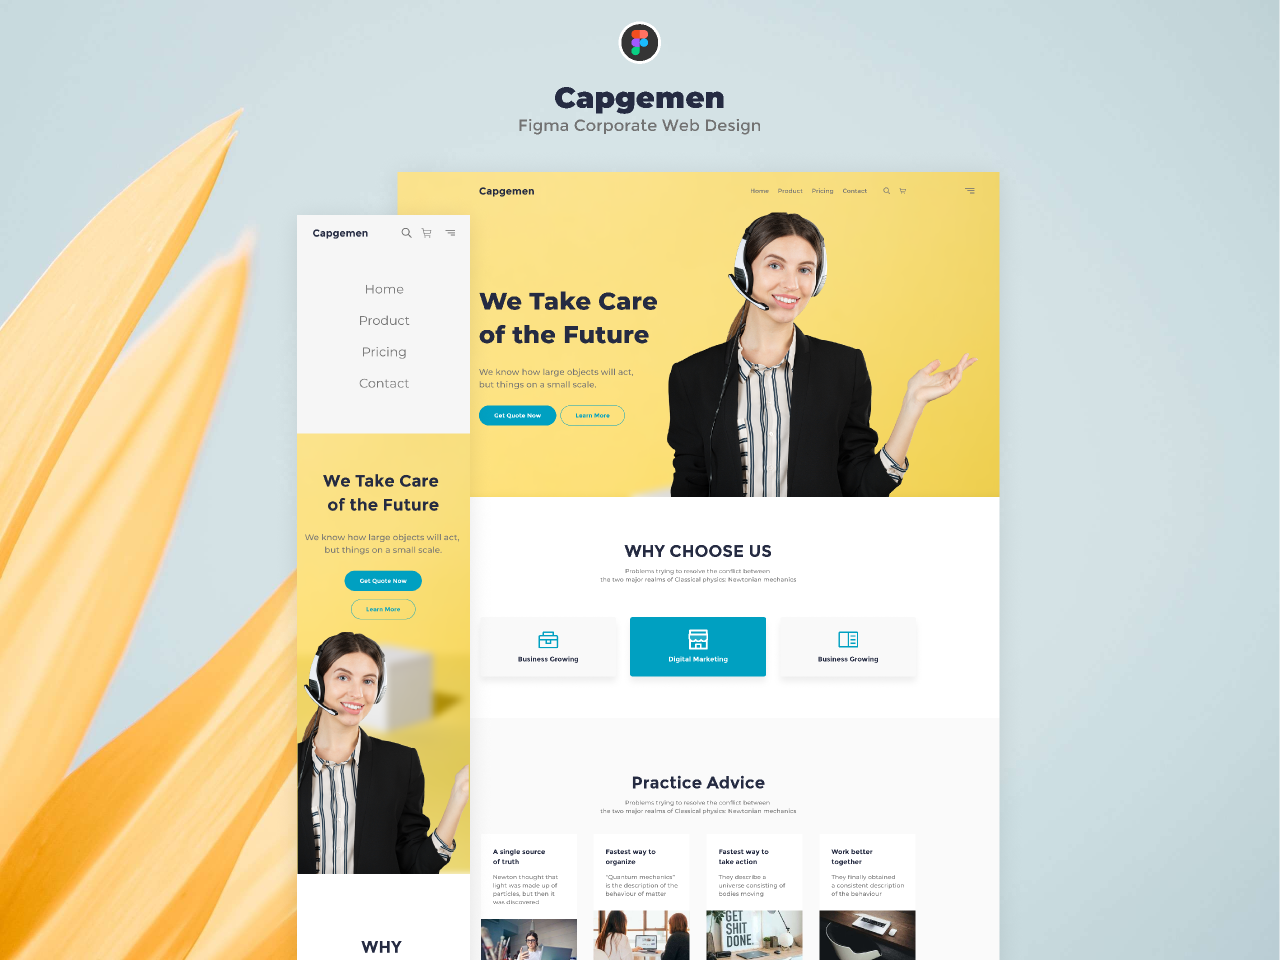 Capgemen
Figma Corporate Web Design
Capgemen
Home
Product
Pricing
Contact
Capgemen
Home
Product
Pricing
Contact
We Take Care
of the Future
We know how large objects will act,
but things on a small scale.
Get Quote Now
Learn More
We Take Care
of the Future
We know how large objects will act,
but things on a small scale.
Get Quote Now
Learn More
WHY CHOOSE US
Problems trying to resolve the conflict between
the two major realms of Classical physics: Newtonian mechanics
Business Growing
Digital Marketing
Business Growing
Practice Advice
Problems trying to resolve the conflict between
the two major realms of Classical physics: Newtonian mechanics
A single source
of truth
Newton thought that
light was made up of
particles, but then it
was discovered
Fastest way to
organize
"Quantum mechanics"
is the description of the
behaviour of matter
Fastest way to
take action
They describe a
universe consisting of
bodies moving
Work better
together
They finally obtained
a consistent description
of the behaviour
GET
SHIT
DONE.
WHY